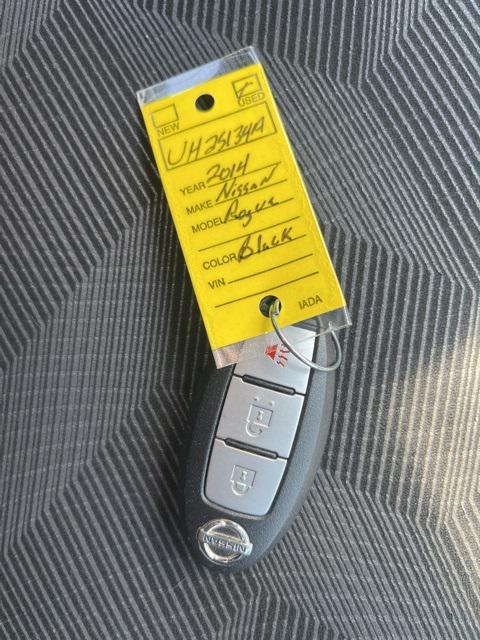 NEW
USED
UH25134A
YEAR 2014
MAKE Nissan
MODEL Rogue
COLOR Black
VIN
IADA
NISSAN